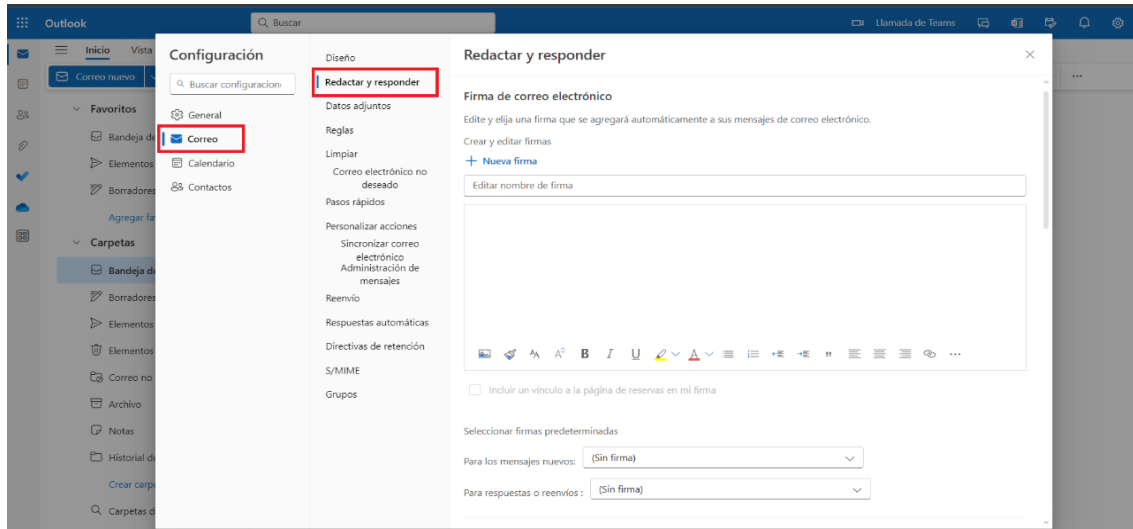 Outlook
Buscar
Llamada de Teams
Inicio Vista
Correo nuevo
Favoritos
Bandeja de
Elementos
Borradores
Agregar
Carpetas
Bandeja de
Borradores
Elementos
Elementos
Correo no
Archivo
Notas
Historial
Crear
Carpetas
Configuración
Buscar
General
Correo
Calendario
Contactos
Diseño
Redactar y responder
Datos adjuntos
Reglas
Limpiar
Correo electrónico no
deseado
Pasos rápidos
Personalizar acciones
Sincronizar correo
electrónico
Administración de
mensajes
Reenvío
Respuestas automáticas
Directivas de retención
S/MIME
Grupos
Redactar y responder
Firma de correo electrónico
Edite y elija una firma que se agregará automáticamente a sus mensajes de correo electrónico.
Crear y editar firmas
Nueva firma
Editar nombre de firma
Incluir un vínculo a la página de reservas en mi firma
Seleccionar firmas predeterminadas
Para los mensajes nuevos: (Sin firma)
Para respuestas o reenvíos : (Sin firma)